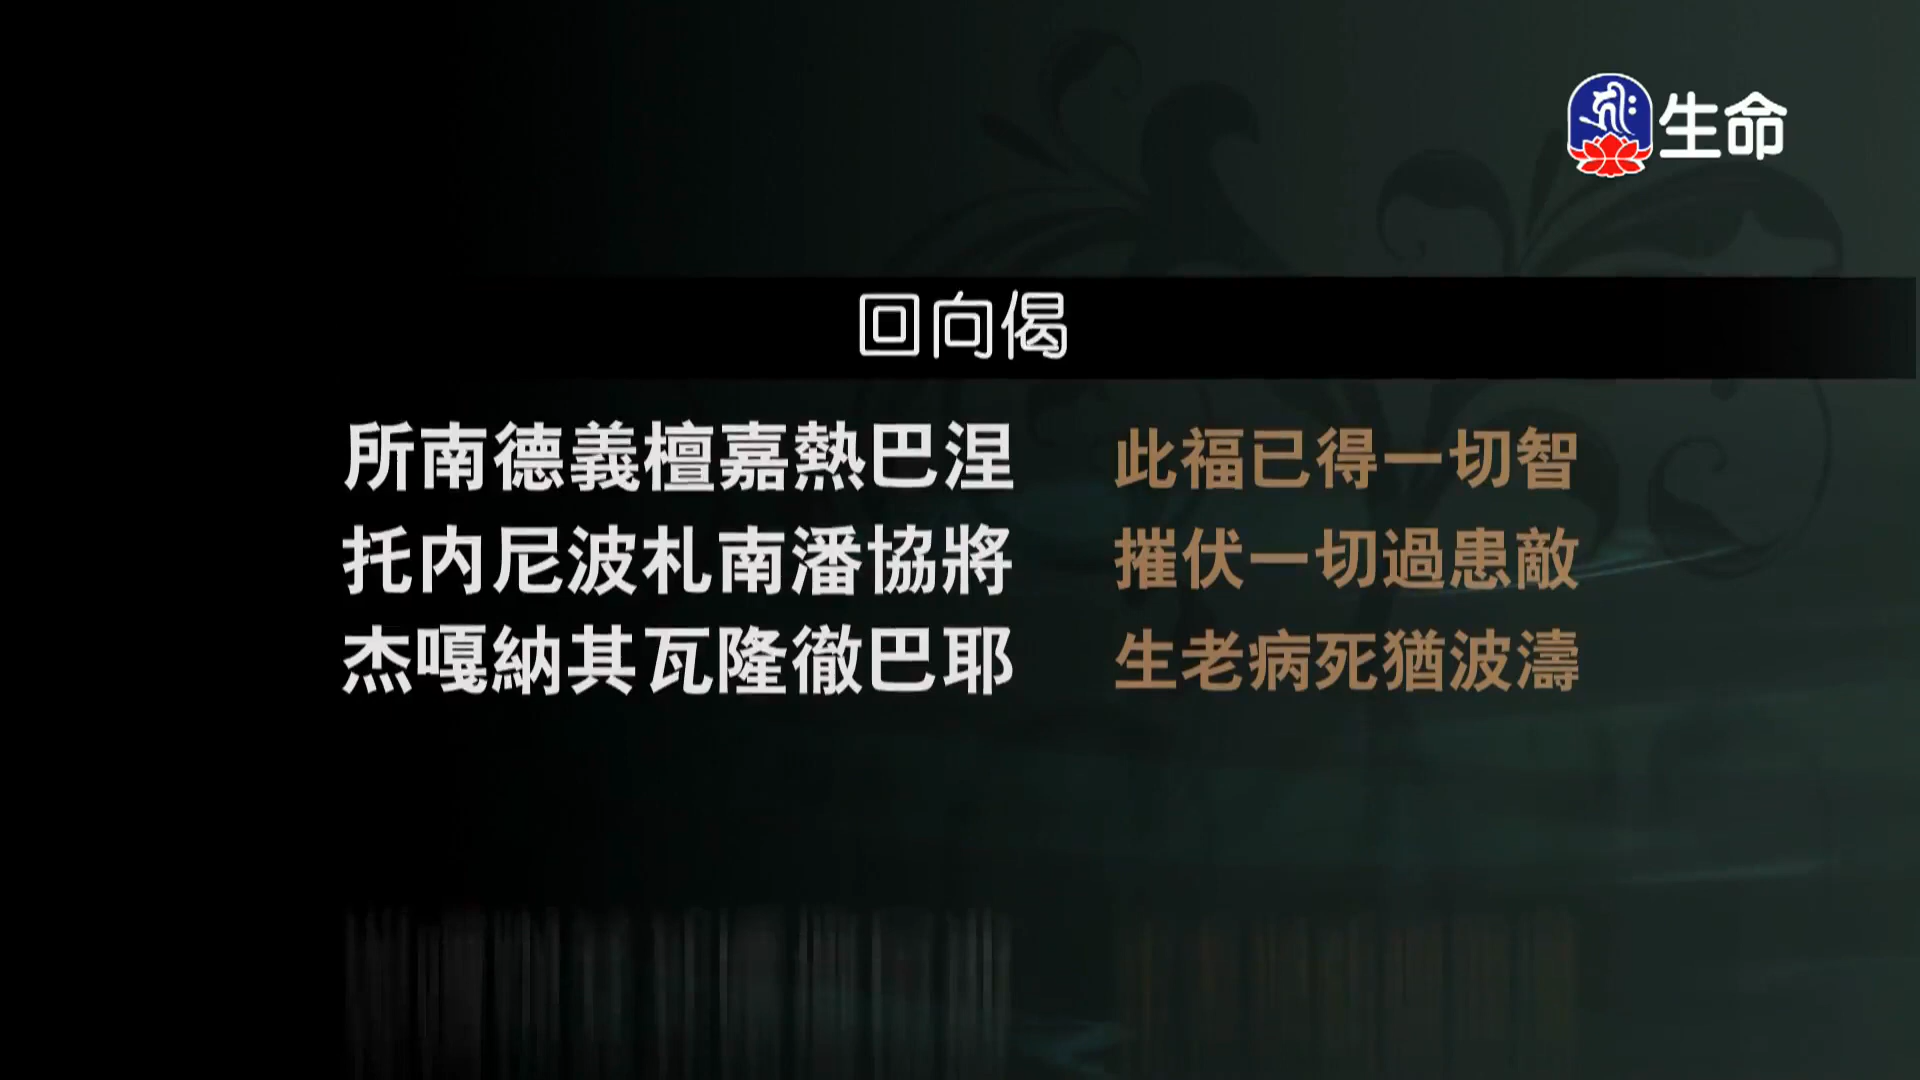 生命
回向偈
所南德義檀嘉熱巴涅 此福已得一切智
托内尼波札南潘協將 摧伏一切過患敵
杰嘎納其瓦隆徹巴耶 生老病死猶波濤